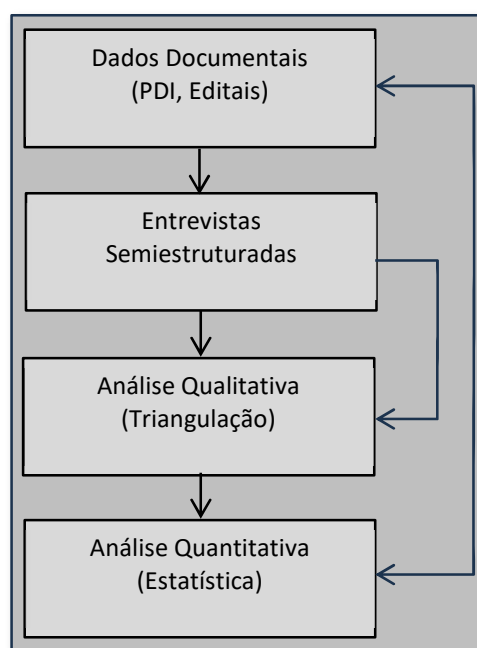 Dados Documentais
(PDI, Editais)
Entrevistas
Semiestruturadas
Análise Qualitativa
(Triangulação)
Análise Quantitativa
(Estatística)